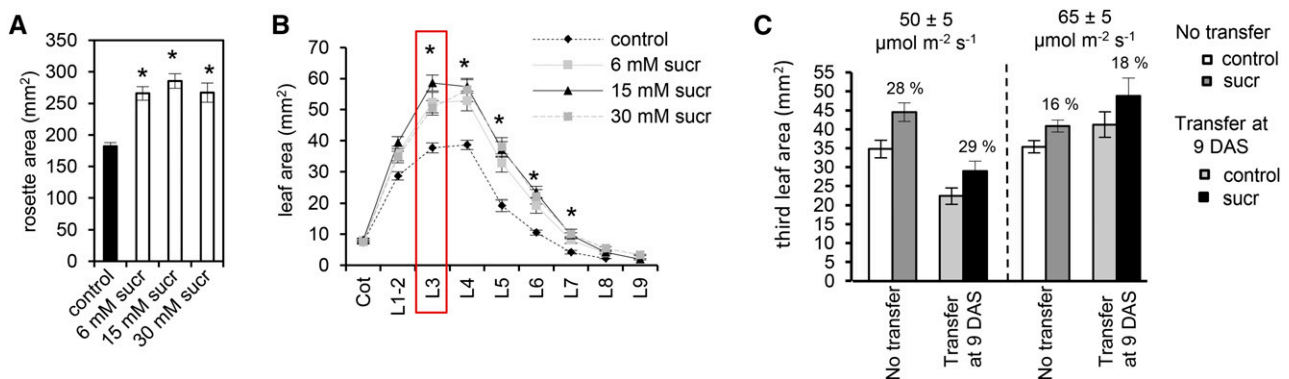 A
rosette area (mm²)
350
300
250
200
150
100
50
0
*
*
*
control
6 mM sucr
15 mM sucr
30 mM sucr
B
leaf area (mm²)
70
60
50
40
30
20
10
0
*
*
*
*
*
control
6 mM sucr
15 mM sucr
30 mM sucr
Cot
L1-2
L3
L4
L5
L6
L7
L8
L9
C
50 ± 5
µmol m⁻² s⁻¹
65 ± 5
µmol m⁻² s⁻¹
third leaf area (mm²)
55
50
45
40
35
30
25
20
15
10
5
0
28 %
29 %
16 %
18 %
No transfer
Transfer
at 9 DAS
No transfer
Transfer
at 9 DAS
No transfer
control
sucr
Transfer at
9 DAS
control
sucr